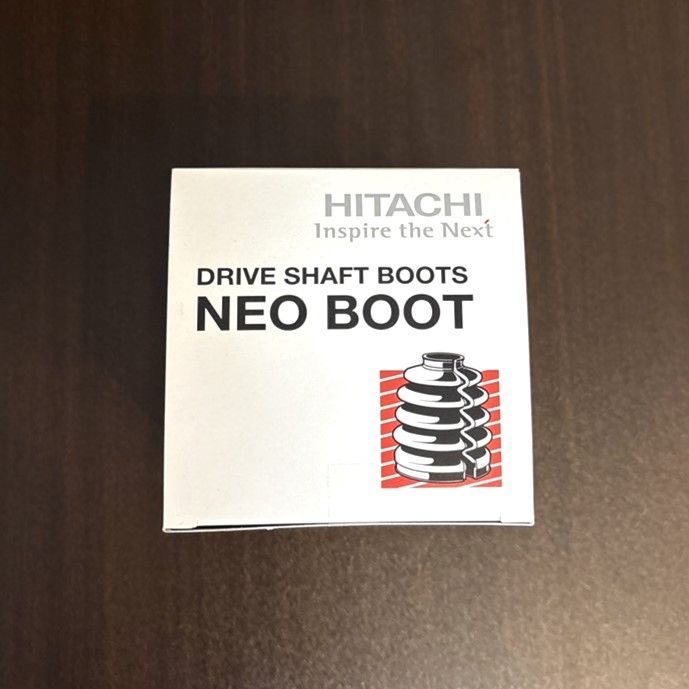 HITACHI
Inspire the Next
DRIVE SHAFT BOOTS
NEO BOOT